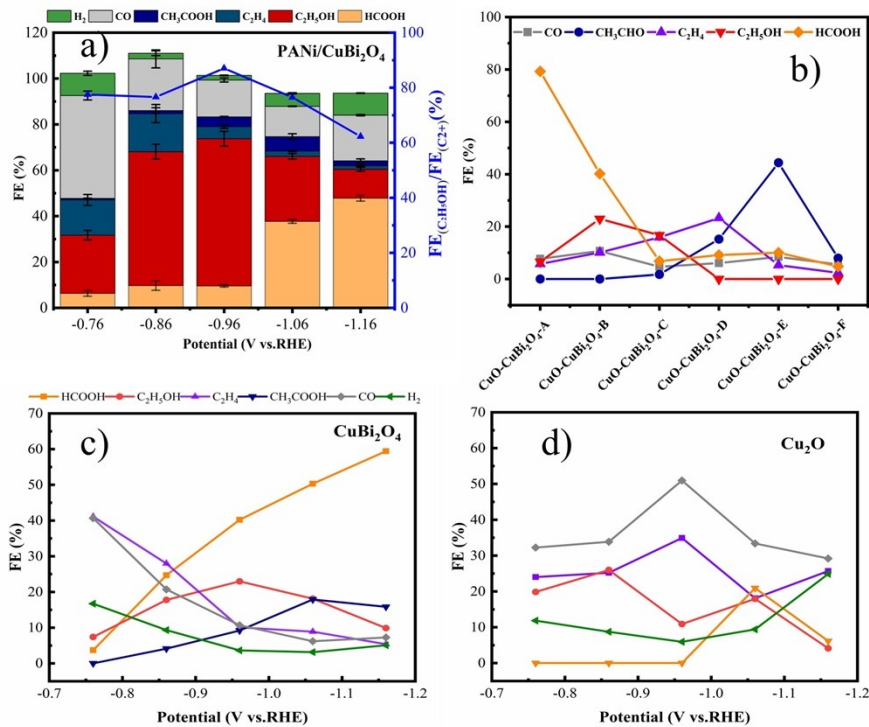 H₂ CO CH₃COOH C₂H₄ C₂H₅OH HCOOH
a)
PANi/CuBi₂O₄
FE (%)
120
100
80
60
40
20
0
100
80
60
40
20
0
FE(C₂H₅OH)/FE(C2+)(%)
-0.76 -0.86 -0.96 -1.06 -1.16
Potential (V vs.RHE)
CO CH₃CHO C₂H₄ C₂H₅OH HCOOH
b)
FE (%)
100
80
60
40
20
0
CuO-CuBi₂O₄-A
CuO-CuBi₂O₄-B
CuO-CuBi₂O₄-C
CuO-CuBi₂O₄-D
CuO-CuBi₂O₄-E
CuO-CuBi₂O₄-F
HCOOH C₂H₅OH C₂H₄ CH₃COOH CO H₂
c)
CuBi₂O₄
FE (%)
70
60
50
40
30
20
10
0
-0.7 -0.8 -0.9 -1.0 -1.1 -1.2
Potential (V vs.RHE)
d)
Cu₂O
FE (%)
70
60
50
40
30
20
10
0
-0.7 -0.8 -0.9 -1.0 -1.1 -1.2
Potential (V vs.RHE)